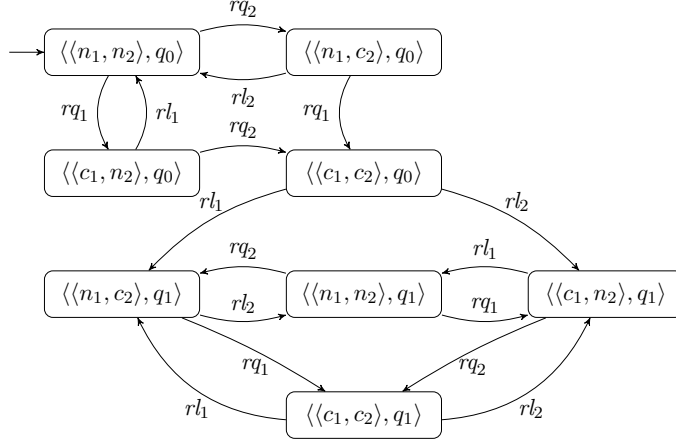 rq₂
⟨⟨n₁, n₂⟩, q₀⟩ ⟨⟨n₁, c₂⟩, q₀⟩
rl₂
rq₁ rl₁ rq₁
rq₂
⟨⟨c₁, n₂⟩, q₀⟩ ⟨⟨c₁, c₂⟩, q₀⟩
rl₁ rl₂
rq₂ rl₁
⟨⟨n₁, c₂⟩, q₁⟩ ⟨⟨n₁, n₂⟩, q₁⟩ ⟨⟨c₁, n₂⟩, q₁⟩
rl₂ rq₁
rq₁ rq₂
rl₁ rl₂
⟨⟨c₁, c₂⟩, q₁⟩